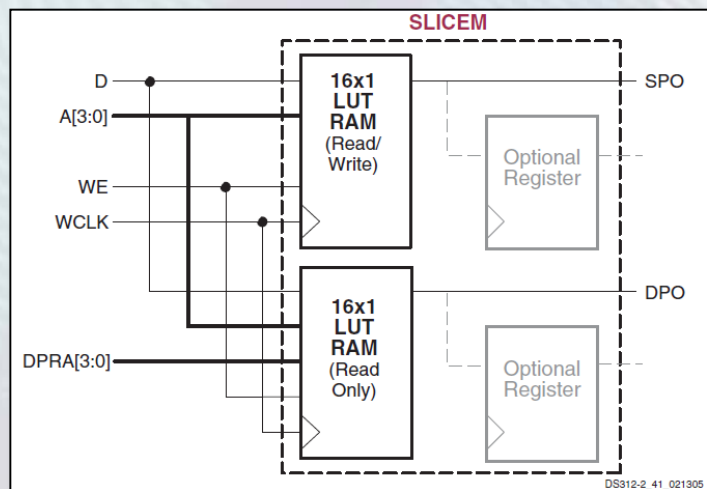 SLICEM
D
A[3:0]
WE
WCLK
16x1
LUT
RAM
(Read/
Write)
SPO
Optional
Register
DPRA[3:0]
16x1
LUT
RAM
(Read
Only)
DPO
Optional
Register
DS312-2_41_021305